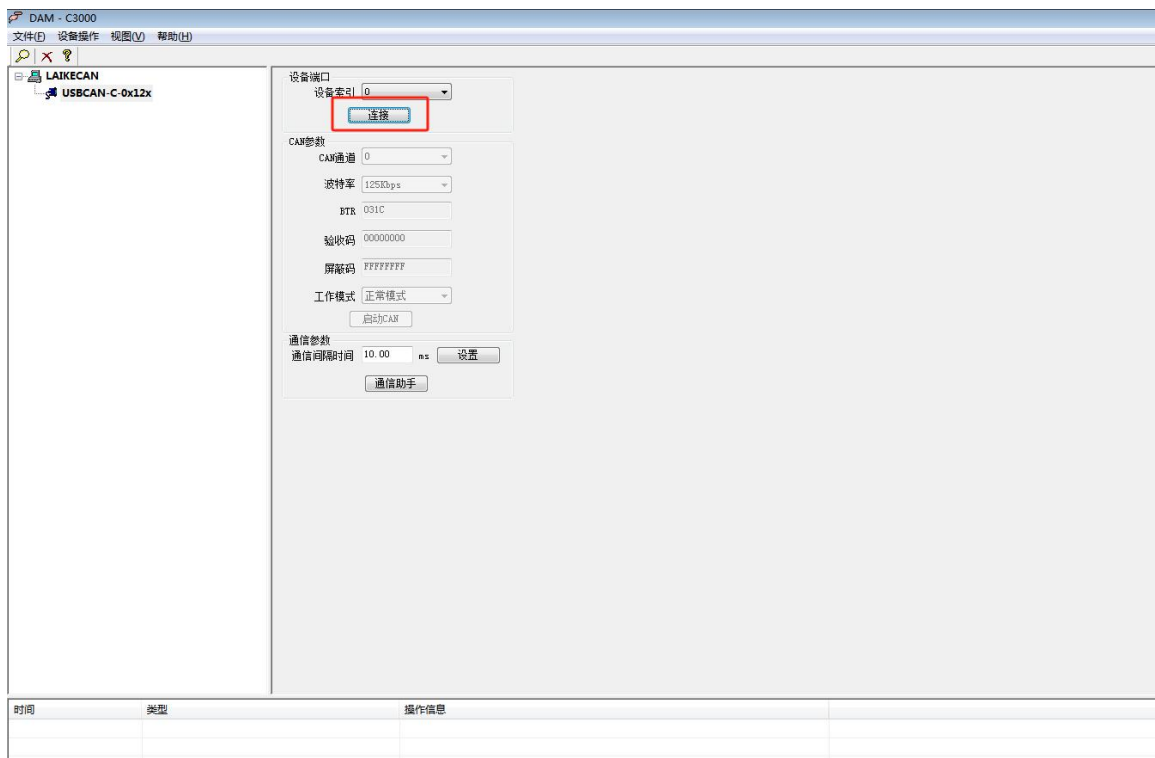 DAM - C3000
文件(F) 设备操作 视图(V) 帮助(H)
LAIKECAN
USBCAN-C-0x12x
设备端口
设备索引 0
连接
CAN参数
CAN通道 0
波特率 125Kbps
BTR 031C
验收码 00000000
屏蔽码 FFFFFFFF
工作模式 正常模式
启动CAN
通信参数
通信间隔时间 10.00 ms 设置
通信助手
时间 类型 操作信息